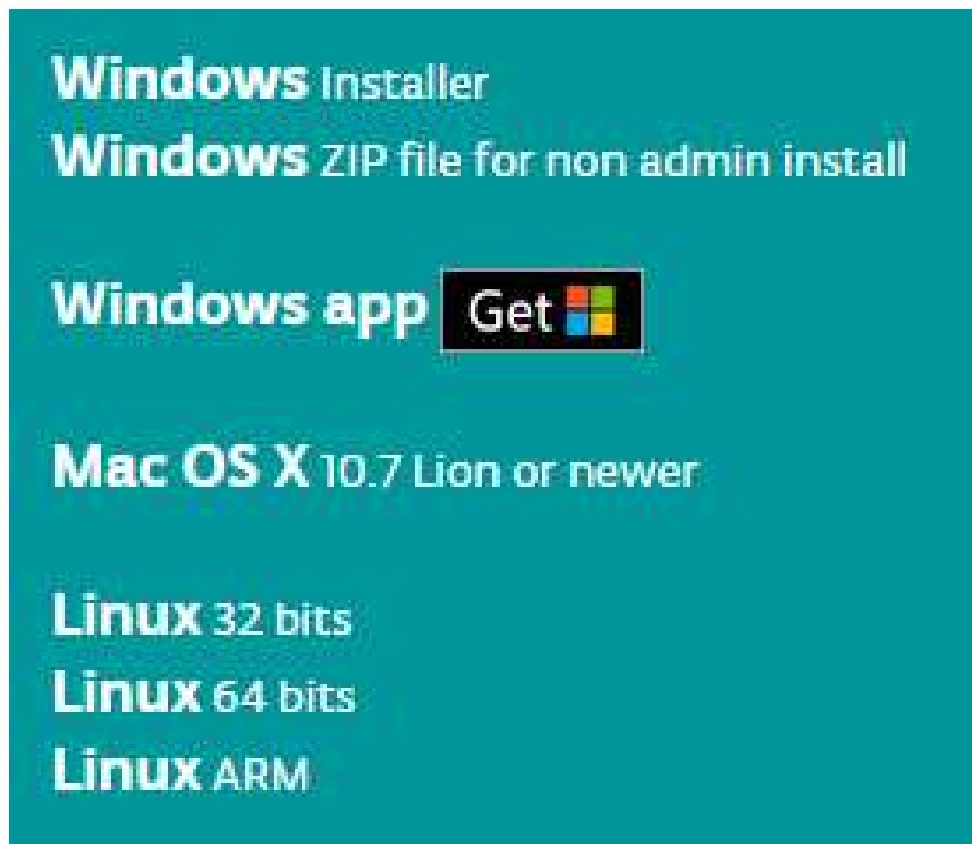 Windows Installer
Windows ZIP file for non admin install
Windows app Get
Mac OS X 10.7 Lion or newer
Linux 32 bits
Linux 64 bits
Linux ARM